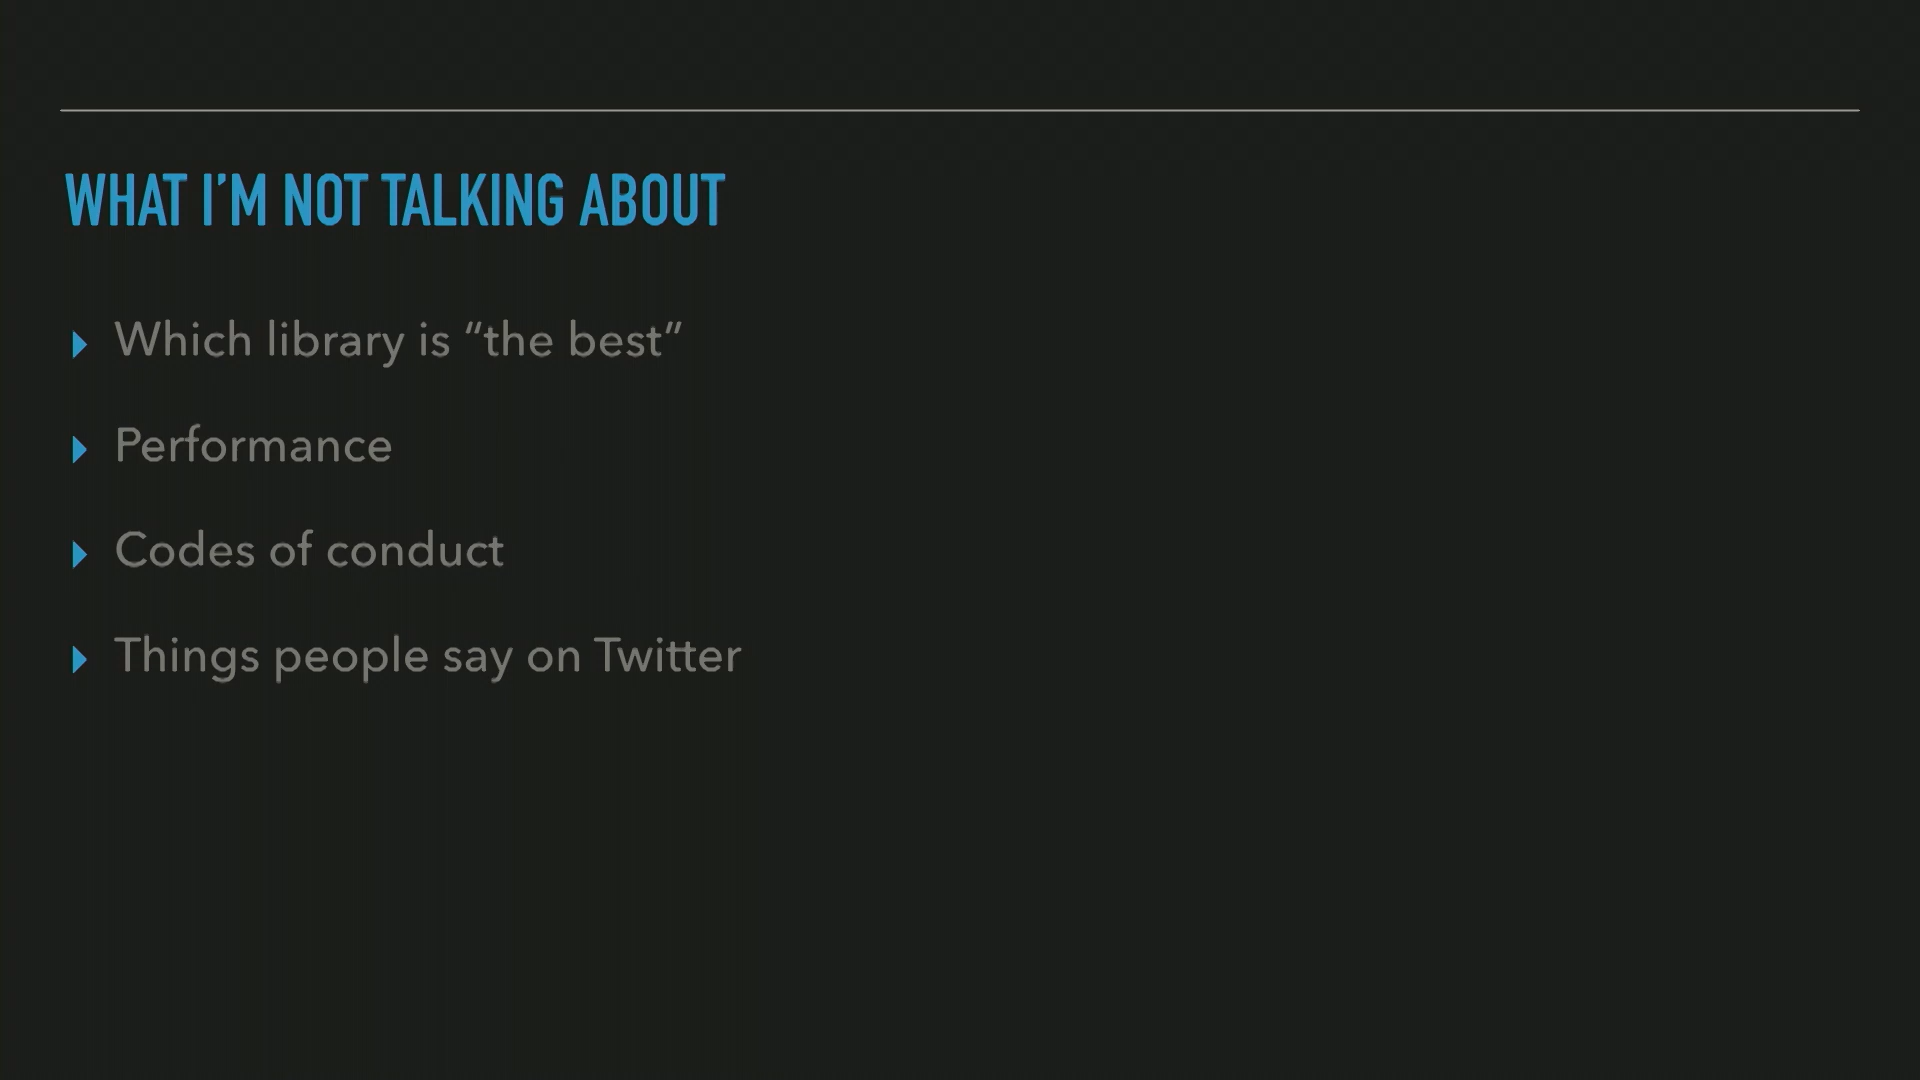 WHAT I’M NOT TALKING ABOUT
Which library is “the best”
Performance
Codes of conduct
Things people say on Twitter